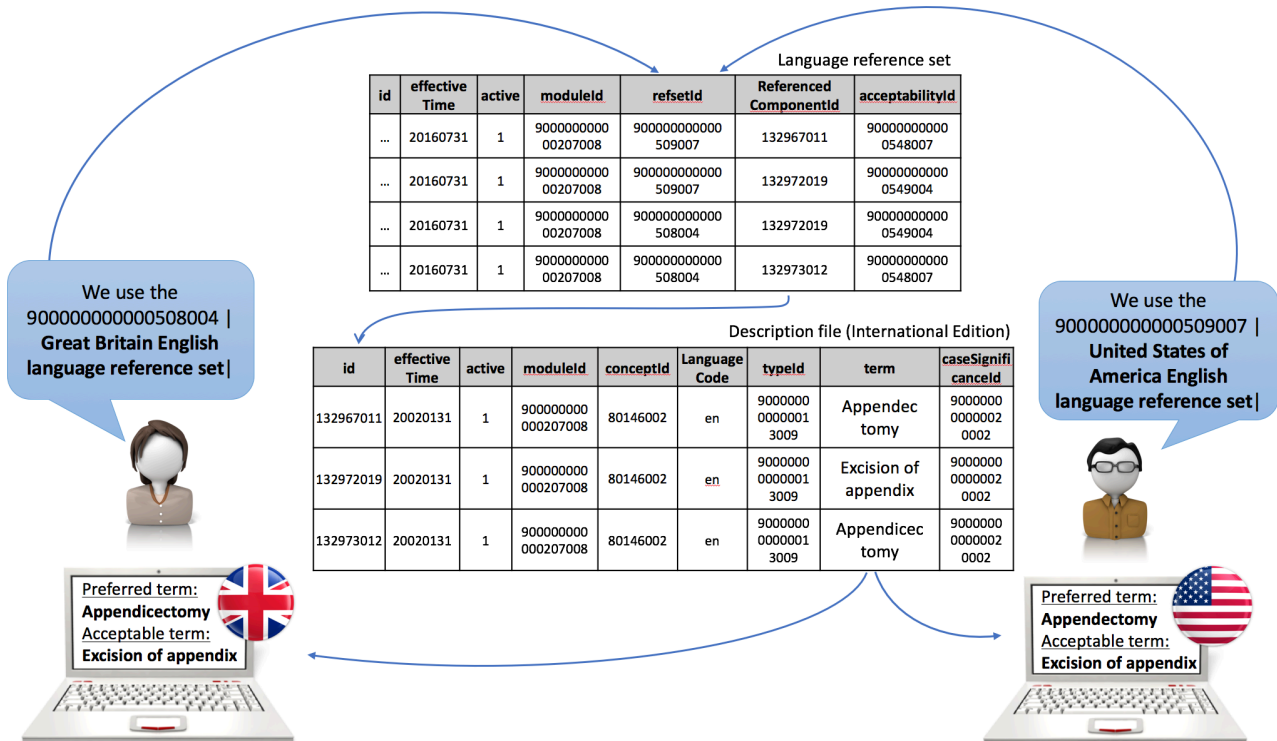 Language reference set
id effective Time active moduleId refsetId Referenced ComponentId acceptabilityId
... 20160731 1 9000000000 00207008 900000000000 509007 132967011 90000000000 0548007
... 20160731 1 9000000000 00207008 900000000000 509007 132972019 90000000000 0549004
... 20160731 1 9000000000 00207008 900000000000 508004 132972019 90000000000 0549004
... 20160731 1 9000000000 00207008 900000000000 508004 132973012 90000000000 0548007
We use the
900000000000508004 |
Great Britain English
language reference set|
We use the
900000000000509007 |
United States of
America English
language reference set|
Description file (International Edition)
id effective Time active moduleId conceptId Language Code typeId term caseSignifi canceId
132967011 20020131 1 900000000 000207008 80146002 en 9000000 0000001 3009 Appendec tomy 9000000 0000002 0002
132972019 20020131 1 900000000 000207008 80146002 en 9000000 0000001 3009 Excision of appendix 9000000 0000002 0002
132973012 20020131 1 900000000 000207008 80146002 en 9000000 0000001 3009 Appendicec tomy 9000000 0000002 0002
Preferred term:
Appendicectomy
Acceptable term:
Excision of appendix
Preferred term:
Appendectomy
Acceptable term:
Excision of appendix